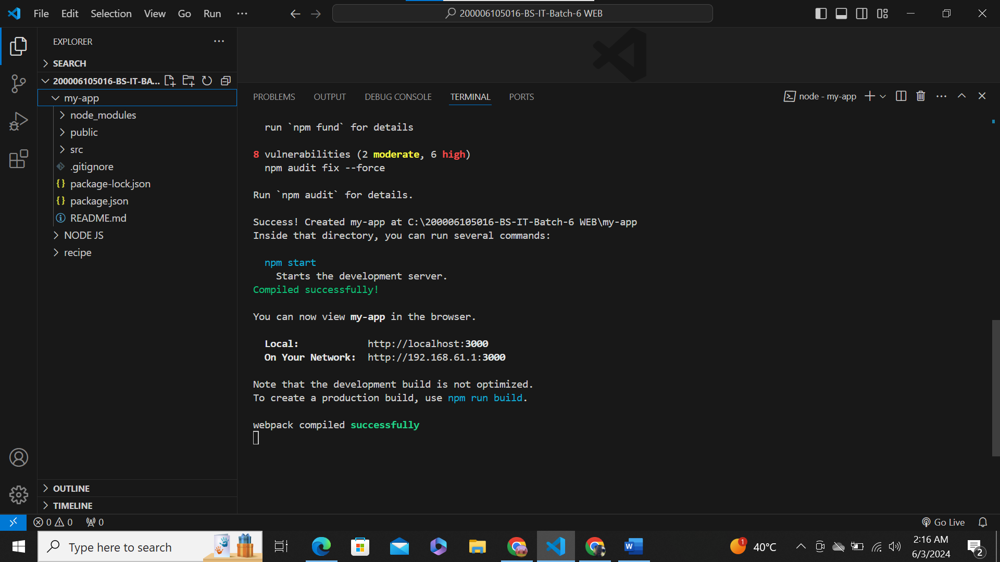 File Edit Selection View Go Run ···
200006105016-BS-IT-Batch-6 WEB
EXPLORER
SEARCH
200006105016-BS-IT-BA...
my-app
node_modules
public
src
.gitignore
package-lock.json
package.json
README.md
NODE JS
recipe
OUTLINE
TIMELINE
PROBLEMS OUTPUT DEBUG CONSOLE TERMINAL PORTS
node - my-app
run `npm fund` for details
8 vulnerabilities (2 moderate, 6 high)
npm audit fix --force
Run `npm audit` for details.
Success! Created my-app at C:\200006105016-BS-IT-Batch-6 WEB\my-app
Inside that directory, you can run several commands:
npm start
Starts the development server.
Compiled successfully!
You can now view my-app in the browser.
Local: http://localhost:3000
On Your Network: http://192.168.61.1:3000
Note that the development build is not optimized.
To create a production build, use npm run build.
webpack compiled successfully
0 0 0
Go Live
Type here to search
W
1
40°C
2:16 AM
6/3/2024
2